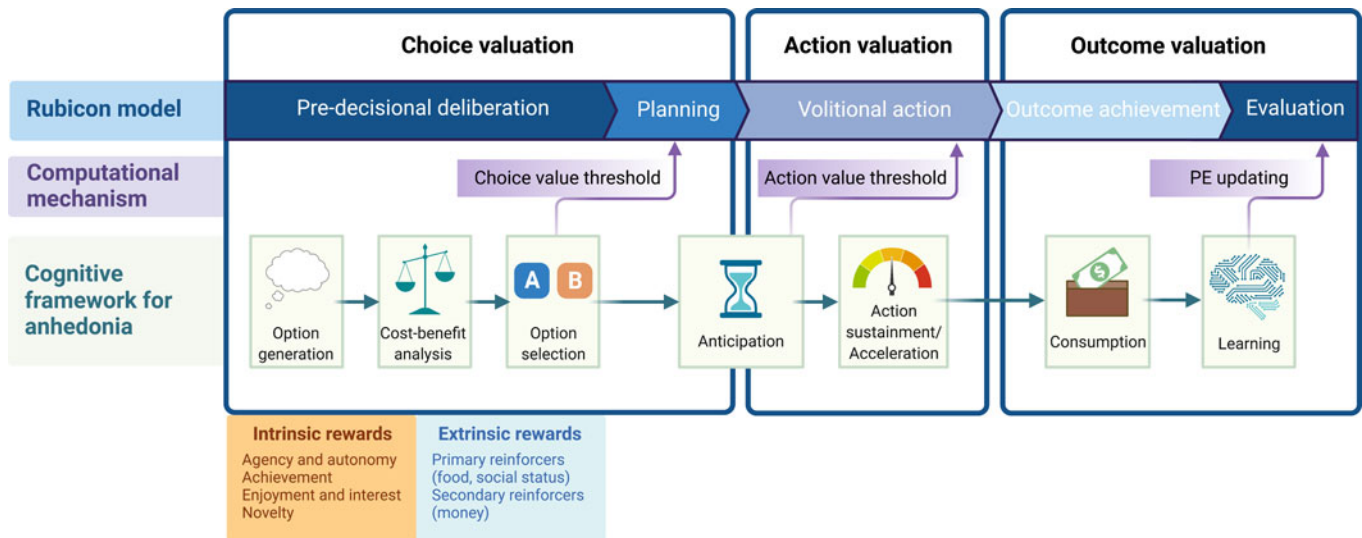 Choice valuation
Action valuation
Outcome valuation
Rubicon model
Pre-decisional deliberation
Planning
Volitional action
Outcome achievement
Evaluation
Computational
mechanism
Choice value threshold
Action value threshold
PE updating
Cognitive
framework for
anhedonia
Option
generation
Cost-benefit
analysis
A
B
Option
selection
Anticipation
Action
sustainment/
Acceleration
$
Consumption
Learning
Intrinsic rewards
Agency and autonomy
Achievement
Enjoyment and interest
Novelty
Extrinsic rewards
Primary reinforcers
(food, social status)
Secondary reinforcers
(money)